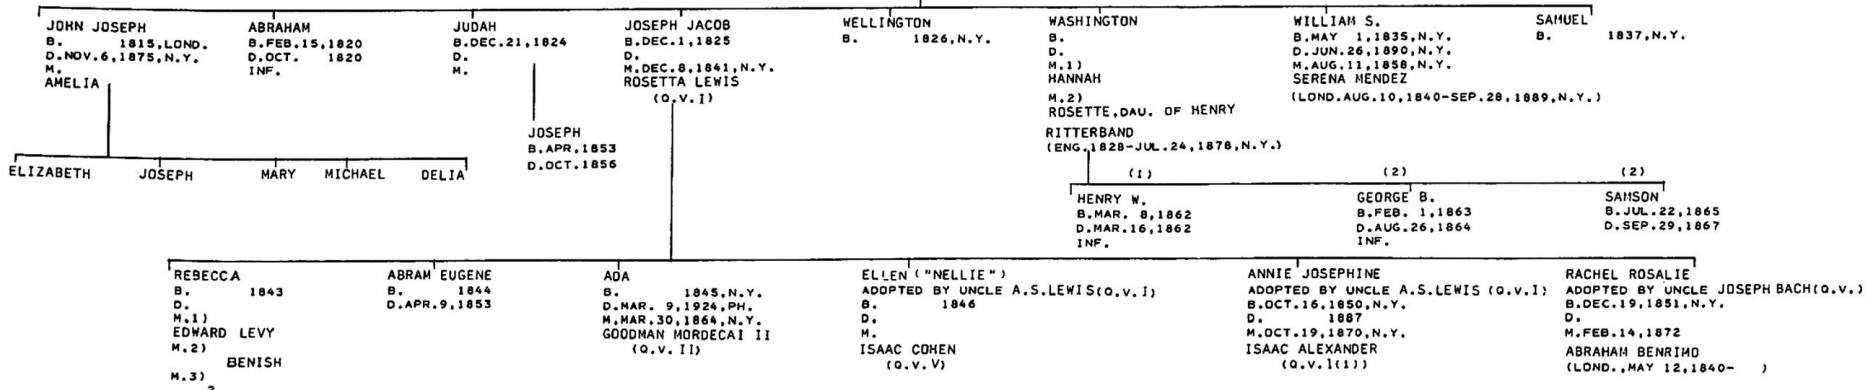 JOHN JOSEPH
B. 1815,LOND.
D.NOV.6,1875,N.Y.
M.
AMELIA
ABRAHAM
B.FEB.15,1820
D.OCT. 1820
INF.
JUDAH
B.DEC.21,1824
D.
M.
JOSEPH JACOB
B.DEC.1,1825
D.
M.DEC.8,1841,N.Y.
ROSETTA LEWIS
(Q.V.I)
WELLINGTON
B. 1826,N.Y.
WASHINGTON
B.
D.
M.1)
HANNAH
M.2)
ROSETTE,DAU. OF HENRY
RITTERBAND
(ENG.1828-JUL.24,1878,N.Y.)
WILLIAM S.
B.MAY 1,1835,N.Y.
D.JUN.26,1890,N.Y.
M.AUG.11,1858,N.Y.
SERENA MENDEZ
(LOND.AUG.10,1840-SEP.28,1889,N.Y.)
SAMUEL
B. 1837,N.Y.
ELIZABETH
JOSEPH
MARY
MICHAEL
DELIA
JOSEPH
B.APR.1853
D.OCT.1856
(1)
HENRY W.
B.MAR. 8,1862
D.MAR.16,1862
INF.
(2)
GEORGE B.
B.FEB. 1,1863
D.AUG.26,1864
INF.
(2)
SAMSON
B.JUL.22,1865
D.SEP.29,1867
REBECCA
B. 1843
D.
M.1)
EDWARD LEVY
M.2)
BENISH
M.3)
?
ABRAM EUGENE
B. 1844
D.APR.9,1853
ADA
B. 1845,N.Y.
D.MAR. 9,1924,PH.
M.MAR.30,1864,N.Y.
GOODMAN MORDECAI II
(Q.V.II)
ELLEN ("NELLIE")
ADOPTED BY UNCLE A.S.LEWIS(Q.V.I)
B. 1846
D.
M.
ISAAC COHEN
(Q.V.V)
ANNIE JOSEPHINE
ADOPTED BY UNCLE A.S.LEWIS (Q.V.I)
B.OCT.16,1850,N.Y.
D. 1887
M.OCT.19,1870,N.Y.
ISAAC ALEXANDER
(Q.V.I(1))
RACHEL ROSALIE
ADOPTED BY UNCLE JOSEPH BACH(Q.V.)
B.DEC.19,1851,N.Y.
D.
M.FEB.14,1872
ABRAHAM BENRIMO
(LOND.,MAY 12,1840- )